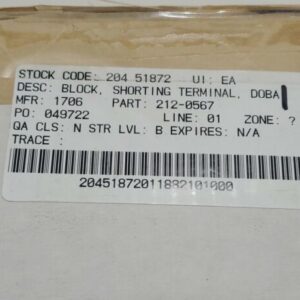 STOCK CODE: 204 51872 UI: EA
DESC: BLOCK, SHORTING TERMINAL, DOBA
MFR: 1706 PART: 212-0567
PO: 049722 LINE: 01 ZONE: ?
QA CLS: N STR LVL: B EXPIRES: N/A
TRACE :
20451872011882101000